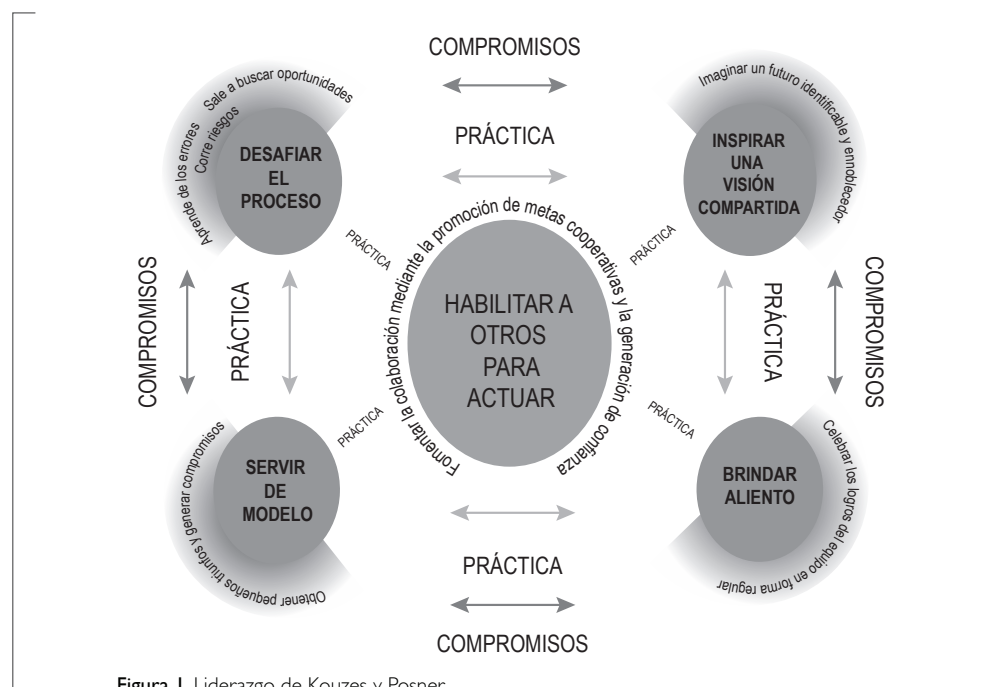 COMPROMISOS
PRÁCTICA
Sale a buscar oportunidades
Corre riesgos
Aprende de los errores
DESAFIAR
EL
PROCESO
Imaginar un futuro identificable y ennoblecedor
INSPIRAR
UNA
VISIÓN
COMPARTIDA
PRÁCTICA
PRÁCTICA
Fomentar la colaboración mediante la promoción de metas cooperativas y la generación de confianza
HABILITAR A
OTROS
PARA
ACTUAR
COMPROMISOS
PRÁCTICA
PRÁCTICA
COMPROMISOS
PRÁCTICA
PRÁCTICA
Obtener pequeños triunfos y generar compromisos
SERVIR
DE
MODELO
Celebrar los logros del equipo en forma regular
BRINDAR
ALIENTO
PRÁCTICA
COMPROMISOS
Figura 1. Liderazgo de Kouzes y Posner